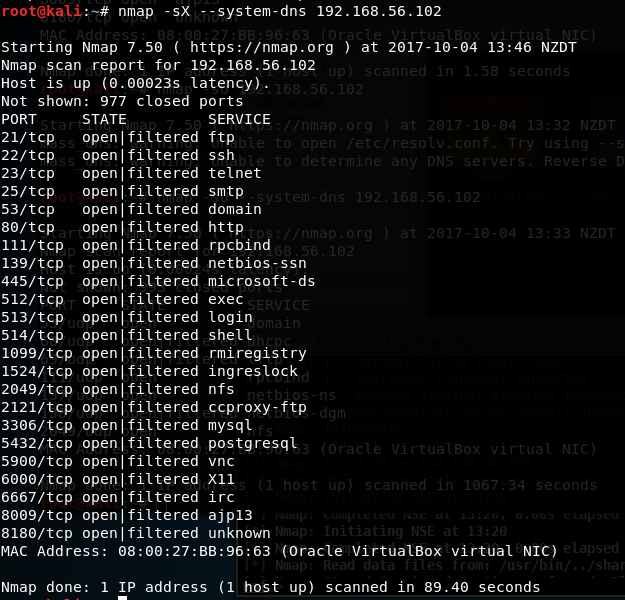 root@kali:~# nmap -sX --system-dns 192.168.56.102
Starting Nmap 7.50 ( https://nmap.org ) at 2017-10-04 13:46 NZDT
Nmap scan report for 192.168.56.102
Host is up (0.00023s latency).
Not shown: 977 closed ports
PORT STATE SERVICE
21/tcp open|filtered ftp
22/tcp open|filtered ssh
23/tcp open|filtered telnet
25/tcp open|filtered smtp
53/tcp open|filtered domain
80/tcp open|filtered http
111/tcp open|filtered rpcbind
139/tcp open|filtered netbios-ssn
445/tcp open|filtered microsoft-ds
512/tcp open|filtered exec
513/tcp open|filtered login
514/tcp open|filtered shell
1099/tcp open|filtered rmiregistry
1524/tcp open|filtered ingreslock
2049/tcp open|filtered nfs
2121/tcp open|filtered ccproxy-ftp
3306/tcp open|filtered mysql
5432/tcp open|filtered postgresql
5900/tcp open|filtered vnc
6000/tcp open|filtered X11
6667/tcp open|filtered irc
8009/tcp open|filtered ajp13
8180/tcp open|filtered unknown
MAC Address: 08:00:27:BB:96:63 (Oracle VirtualBox virtual NIC)
Nmap done: 1 IP address (1 host up) scanned in 89.40 seconds